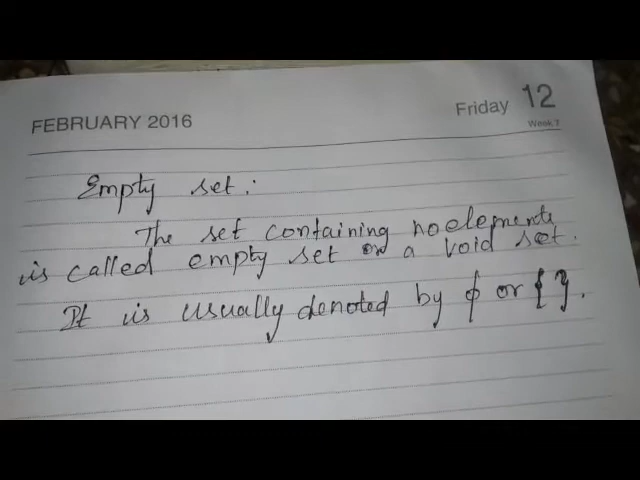 FEBRUARY 2016
Friday 12
Week 7
Empty set:
The set containing no elements
is called empty set or a void set.
It is usually denoted by ϕ or { }.